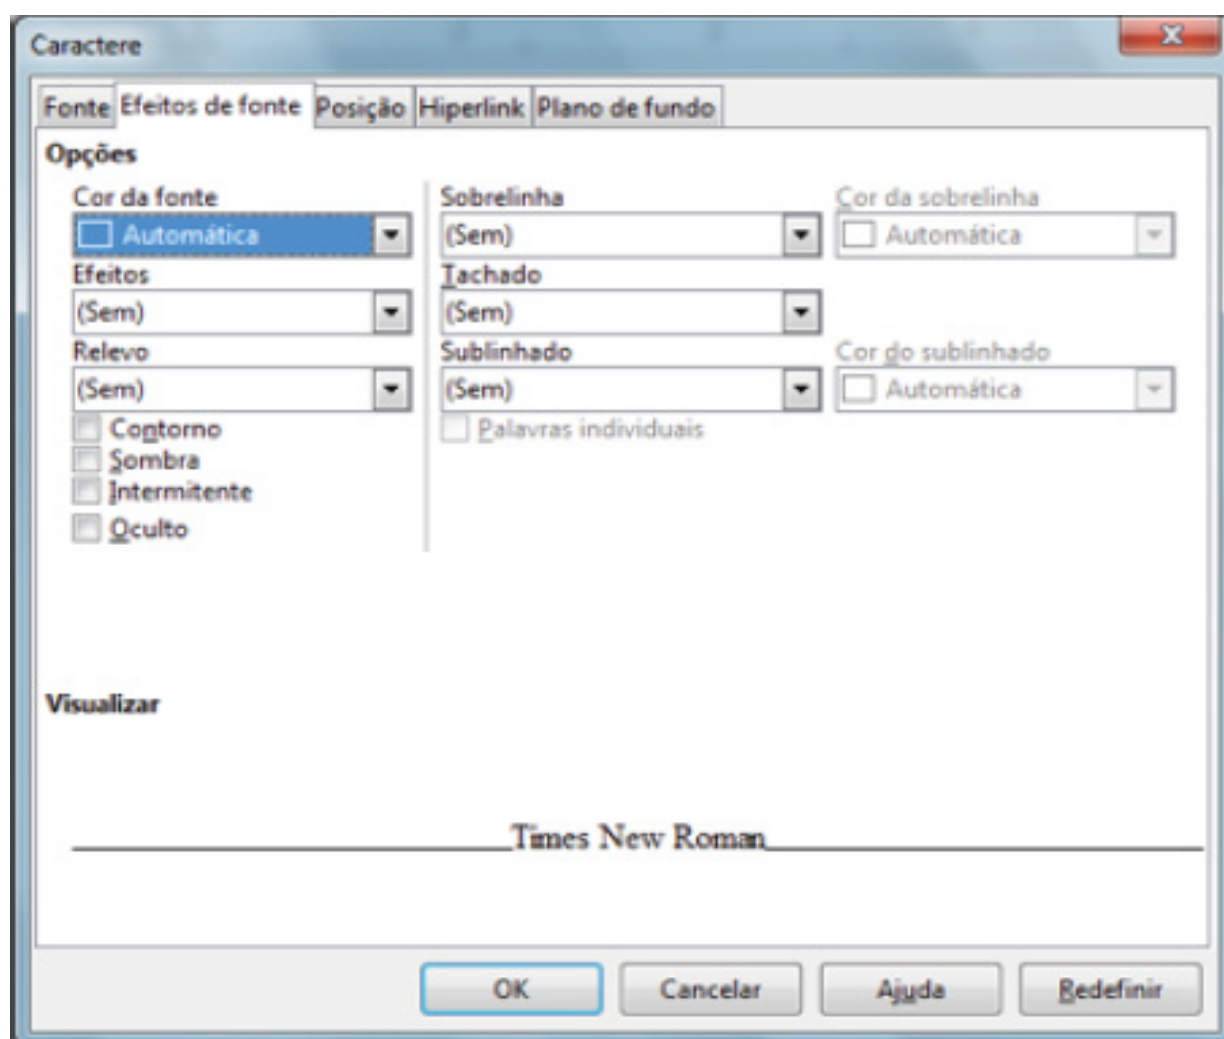 Caractere
Fonte Efeitos de fonte Posição Hiperlink Plano de fundo
Opções
Cor da fonte Sobrelinha Cor da sobrelinha
Automática (Sem) Automática
Efeitos Tachado
(Sem) (Sem)
Relevo Sublinhado Cor do sublinhado
(Sem) (Sem) Automática
Contorno Palavras individuais
Sombra
Intermitente
Oculto
Visualizar
Times New Roman
OK Cancelar Ajuda Redefinir